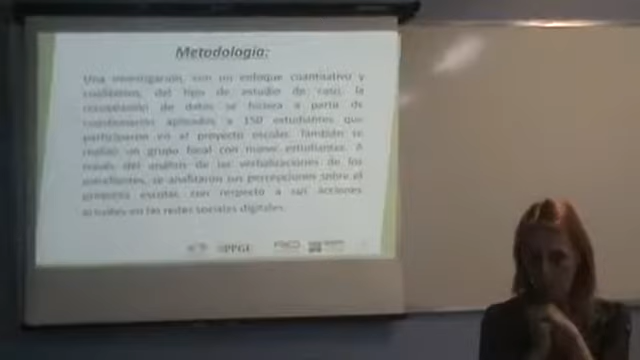 Metodología:
Una investigación, con un enfoque cuantitativo y
cualitativo, del tipo de estudio de caso, la
recopilación de datos se hiciera a partir de
cuestionarios aplicados a 150 estudiantes que
participaron en el proyecto escolar. También se
realizó un grupo focal con nueve estudiantes. A
través del análisis de las verbalizaciones de los
estudiantes, se analizaron sus percepciones sobre el
proyecto escolar con respecto a sus acciones
actuales en las redes sociales digitales.
PPGE